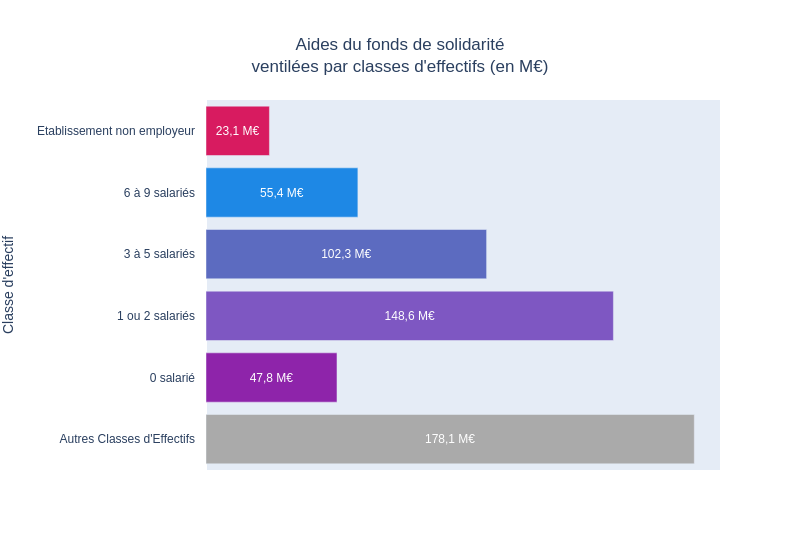 Aides du fonds de solidarité
ventilées par classes d'effectifs (en M€)
Classe d'effectif
Etablissement non employeur
23,1 M€
6 à 9 salariés
55,4 M€
3 à 5 salariés
102,3 M€
1 ou 2 salariés
148,6 M€
0 salarié
47,8 M€
Autres Classes d'Effectifs
178,1 M€